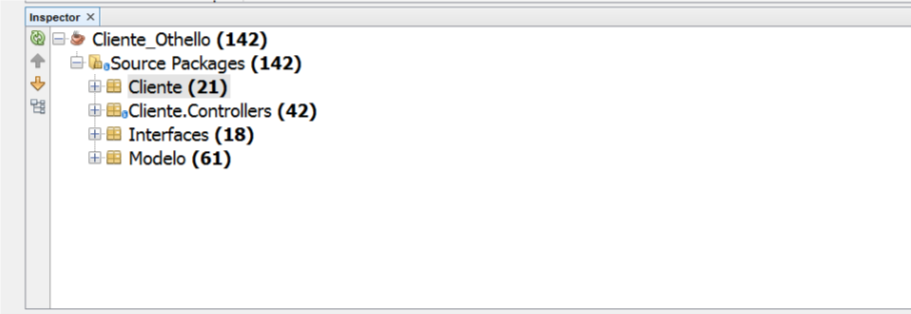 Inspector
Cliente_Othello (142)
Source Packages (142)
Cliente (21)
Cliente.Controllers (42)
Interfaces (18)
Modelo (61)